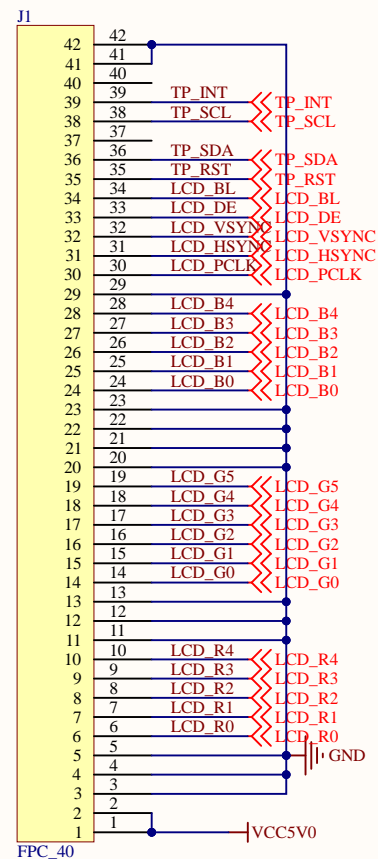 J1
42 42
41 41
40 40
39 39 TP_INT TP_INT
38 38 TP_SCL TP_SCL
37 37
36 36 TP_SDA TP_SDA
35 35 TP_RST TP_RST
34 34 LCD_BL LCD_BL
33 33 LCD_DE LCD_DE
32 32 LCD_VSYNC LCD_VSYNC
31 31 LCD_HSYNC LCD_HSYNC
30 30 LCD_PCLK LCD_PCLK
29 29
28 28 LCD_B4 LCD_B4
27 27 LCD_B3 LCD_B3
26 26 LCD_B2 LCD_B2
25 25 LCD_B1 LCD_B1
24 24 LCD_B0 LCD_B0
23 23
22 22
21 21
20 20
19 19 LCD_G5 LCD_G5
18 18 LCD_G4 LCD_G4
17 17 LCD_G3 LCD_G3
16 16 LCD_G2 LCD_G2
15 15 LCD_G1 LCD_G1
14 14 LCD_G0 LCD_G0
13 13
12 12
11 11
10 10 LCD_R4 LCD_R4
9 9 LCD_R3 LCD_R3
8 8 LCD_R2 LCD_R2
7 7 LCD_R1 LCD_R1
6 6 LCD_R0 LCD_R0
5 5 GND
4 4
3 3
2 2
1 1 VCC5V0
FPC_40